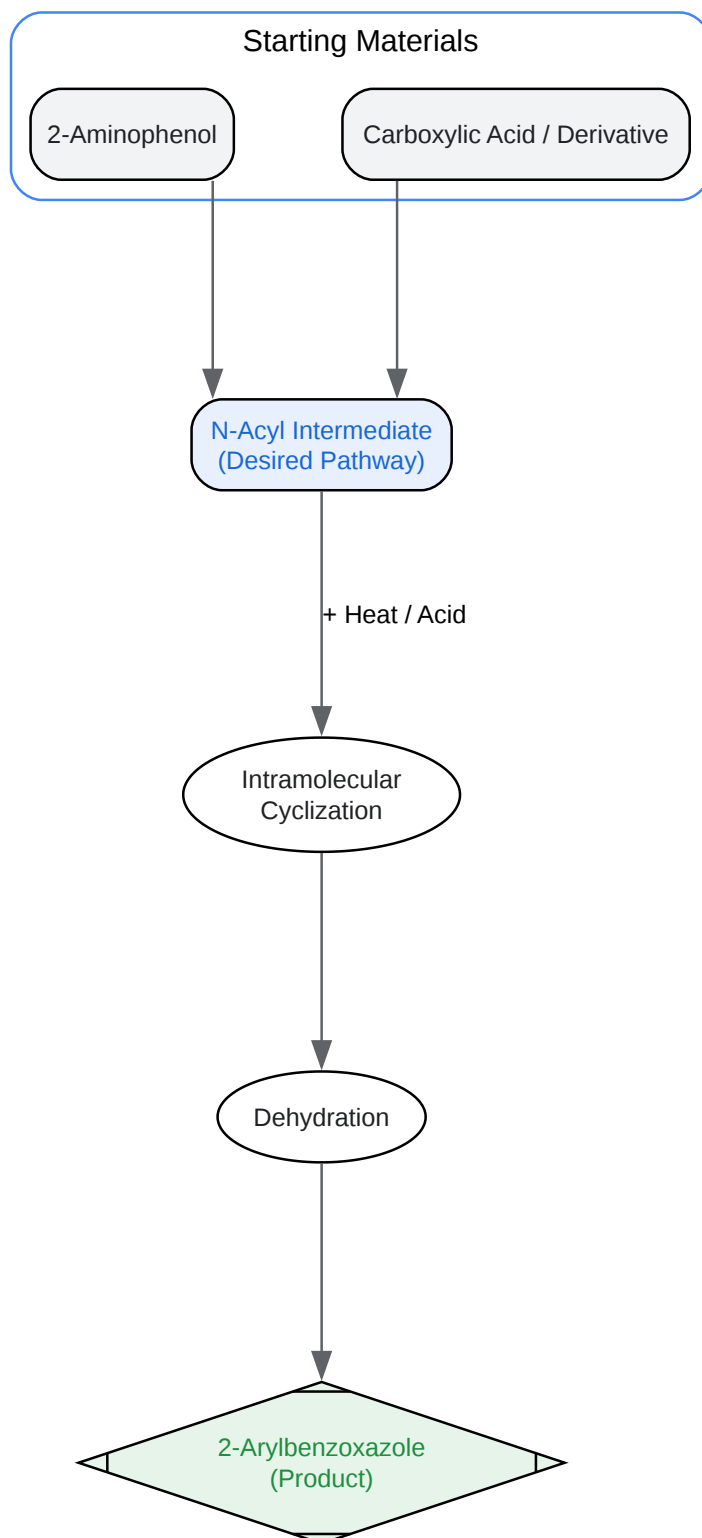 Starting Materials
2-Aminophenol
Carboxylic Acid / Derivative
N-Acyl Intermediate
(Desired Pathway)
+ Heat / Acid
Intramolecular
Cyclization
Dehydration
2-Arylbenzoxazole
(Product)